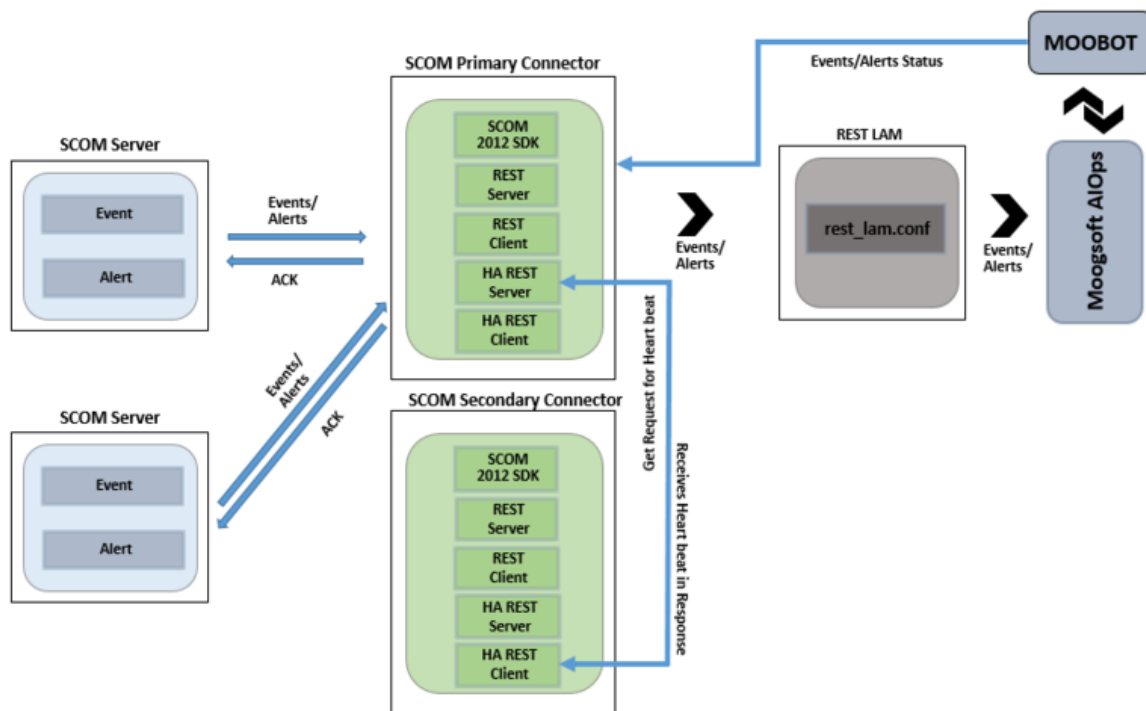 MOOBOT
Events/Alerts Status
SCOM Primary Connector
SCOM
2012 SDK
REST
Server
REST
Client
HA REST
Server
HA REST
Client
SCOM Server
Event
Alert
Events/
Alerts
ACK
REST LAM
rest_lam.conf
Events/
Alerts
Events/
Alerts
Moogsoft AIOps
SCOM Server
Event
Alert
Events/
Alerts
ACK
SCOM Secondary Connector
SCOM
2012 SDK
REST
Server
REST
Client
HA REST
Server
HA REST
Client
Get Request for Heart beat
Receives Heart beat in Response